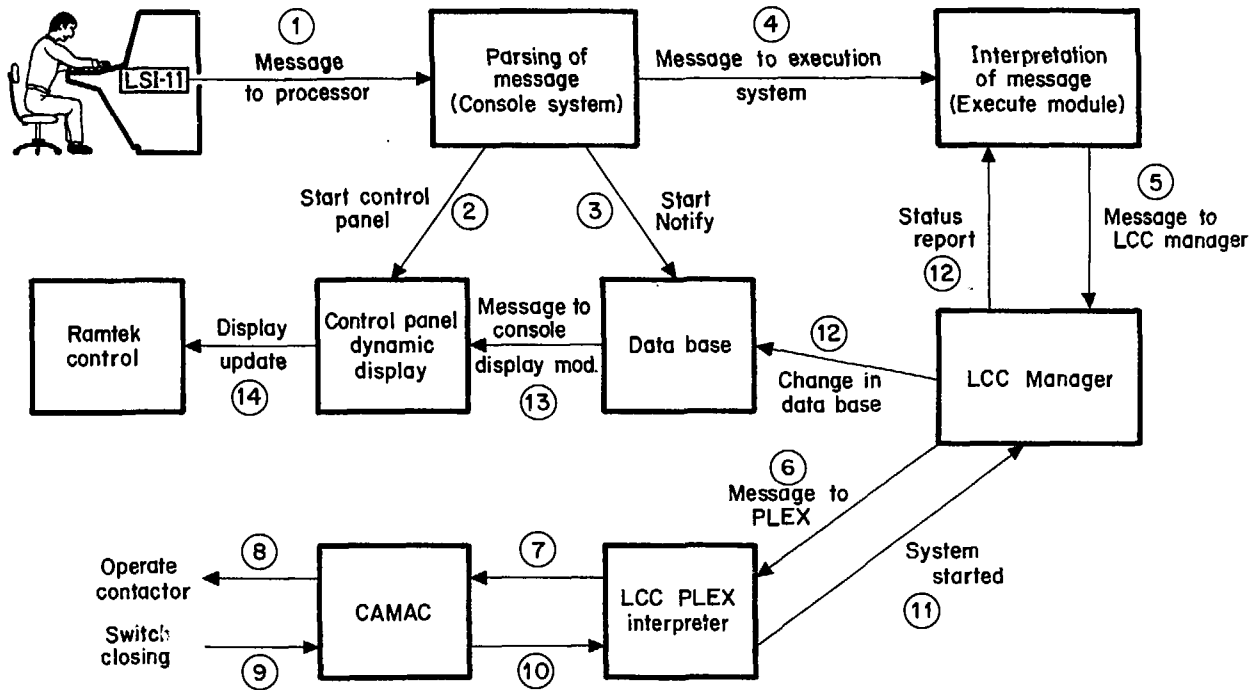 1
Message
to processor
LSI-11
Parsing of
message
(Console system)
4
Message to execution
system
Interpretation
of message
(Execute module)
Start control
panel
2
3
Start
Notify
Status
report
12
5
Message to
LCC manager
Ramtek
control
Display
update
14
Control panel
dynamic
display
Message to
console
display mod.
13
Data base
12
Change in
data base
LCC Manager
6
Message to
PLEX
System
started
11
8
Operate
contactor
Switch
closing
9
CAMAC
7
10
LCC PLEX
interpreter